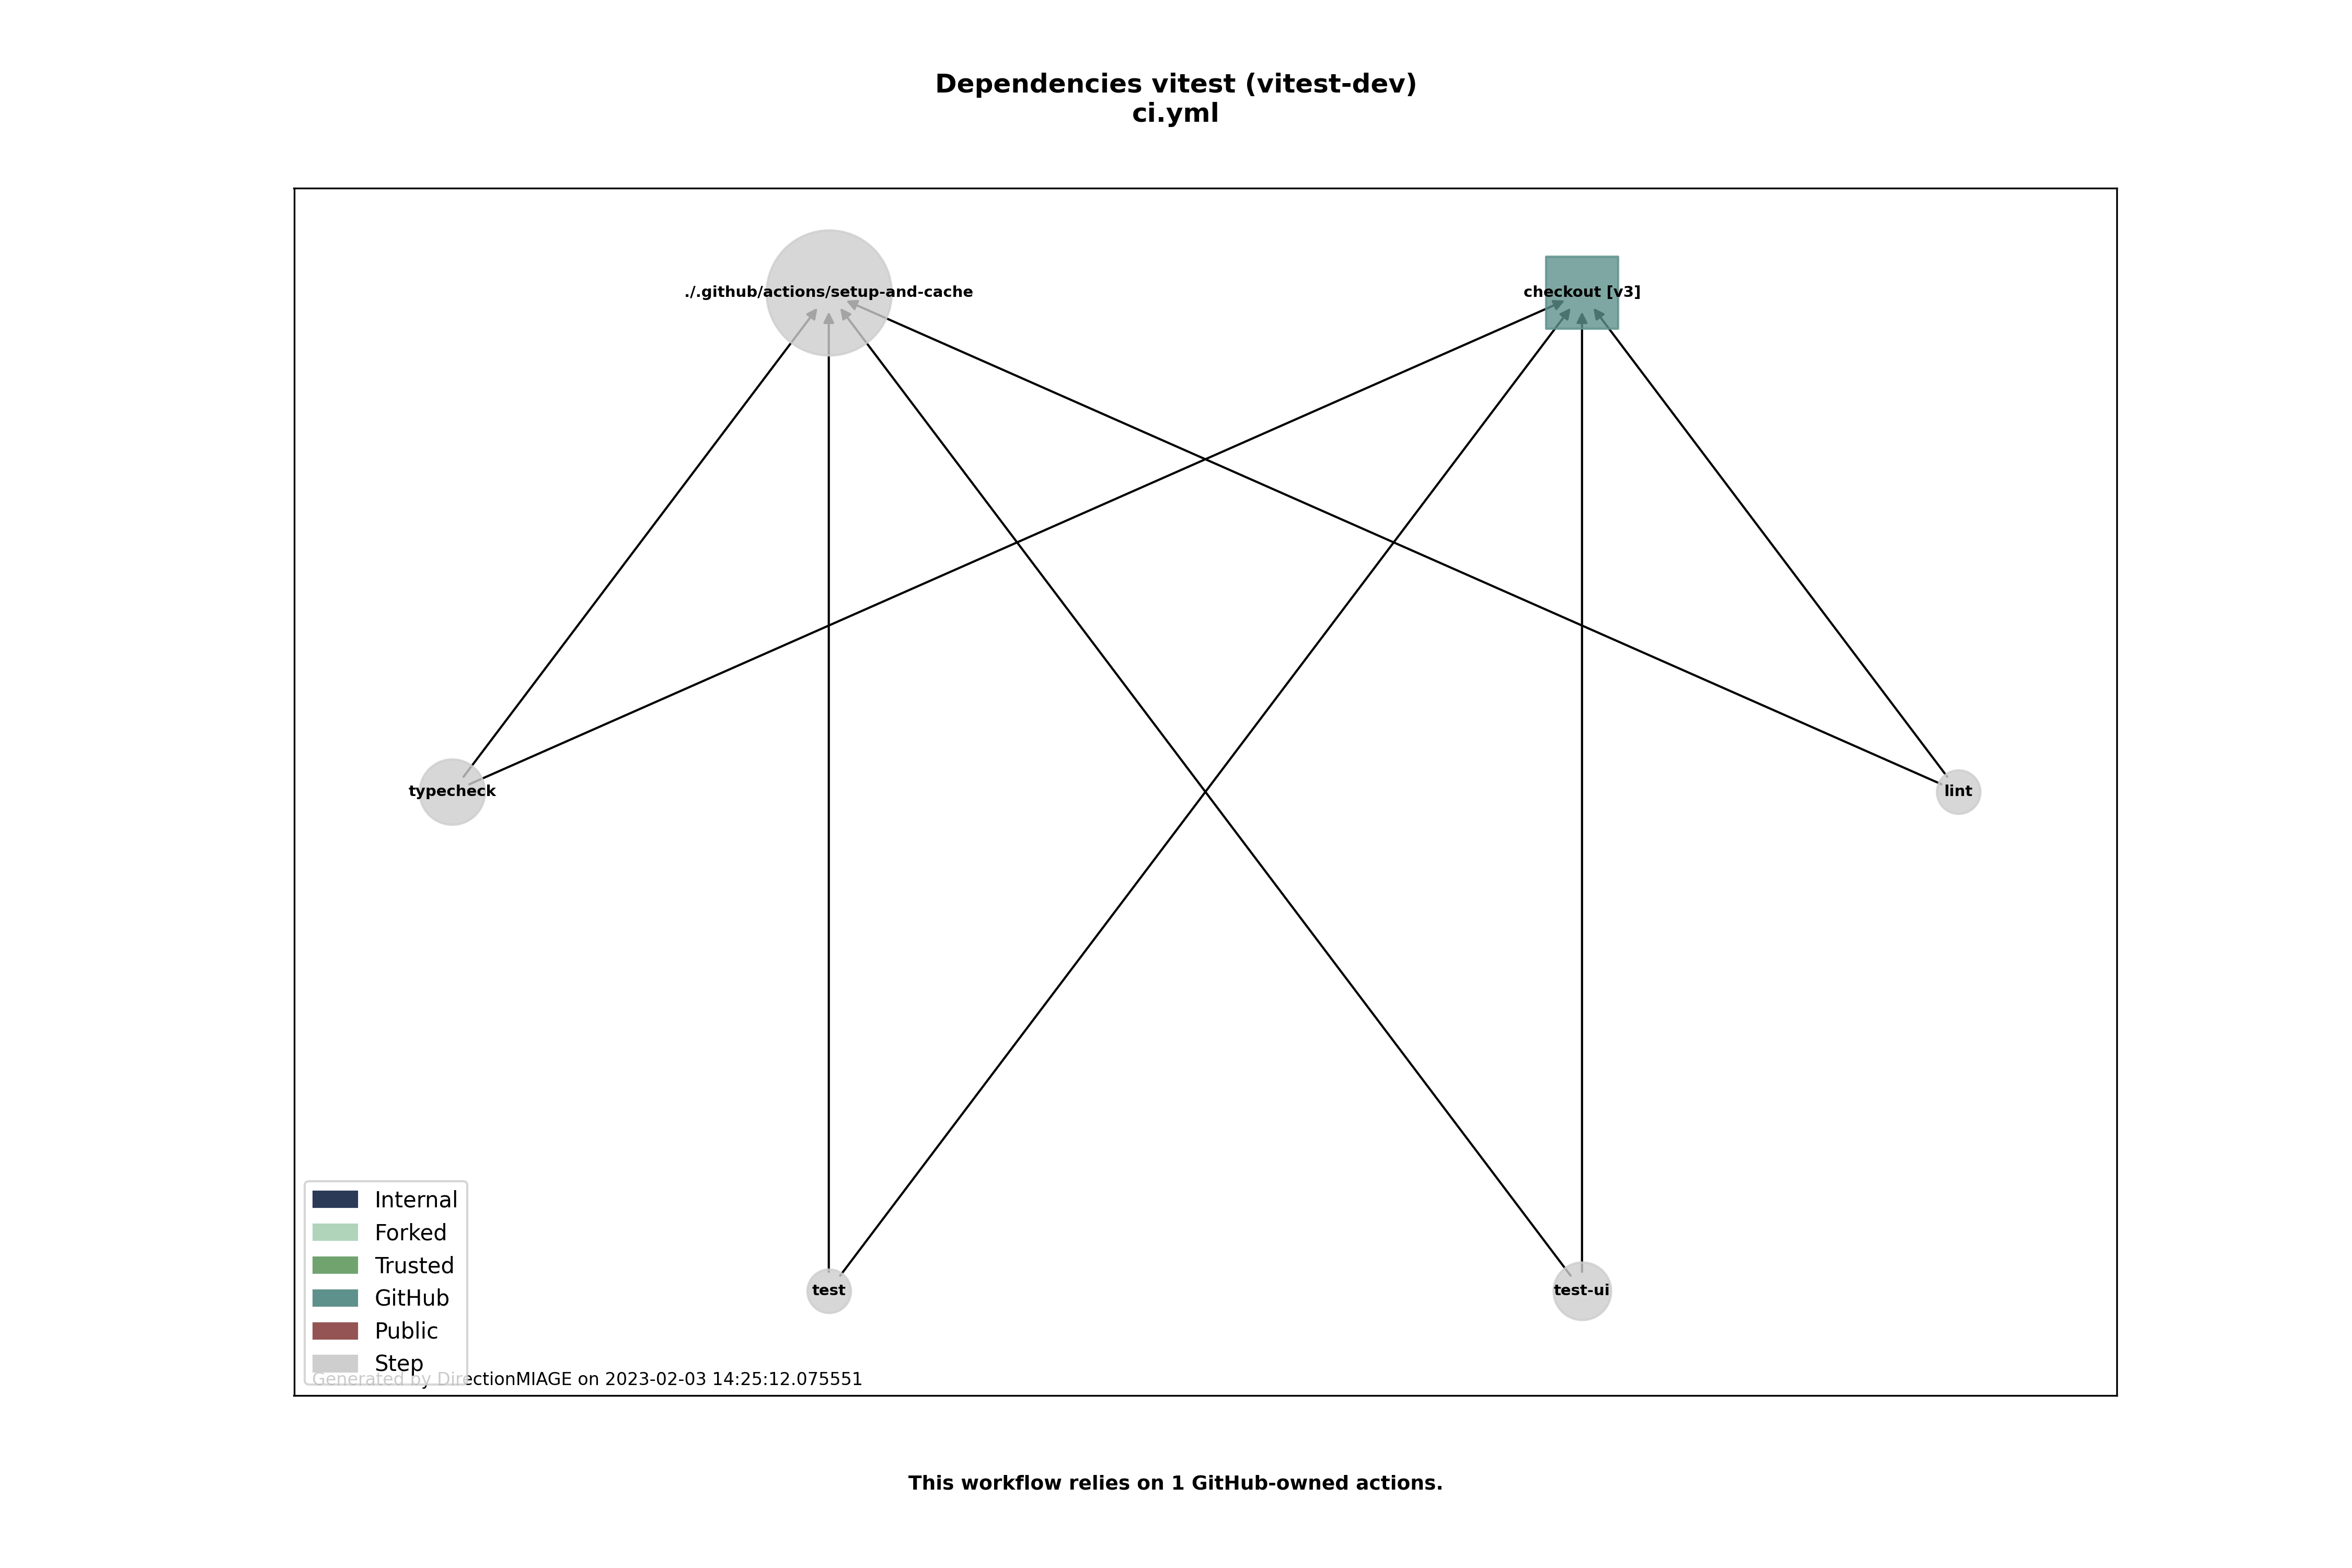 Dependencies vitest (vitest-dev)
ci.yml
./.github/actions/setup-and-cache
checkout [v3]
typecheck
lint
test
test-ui
Internal
Forked
Trusted
GitHub
Public
Step
Generated by DirectionMIAGE on 2023-02-03 14:25:12.075551
This workflow relies on 1 GitHub-owned actions.